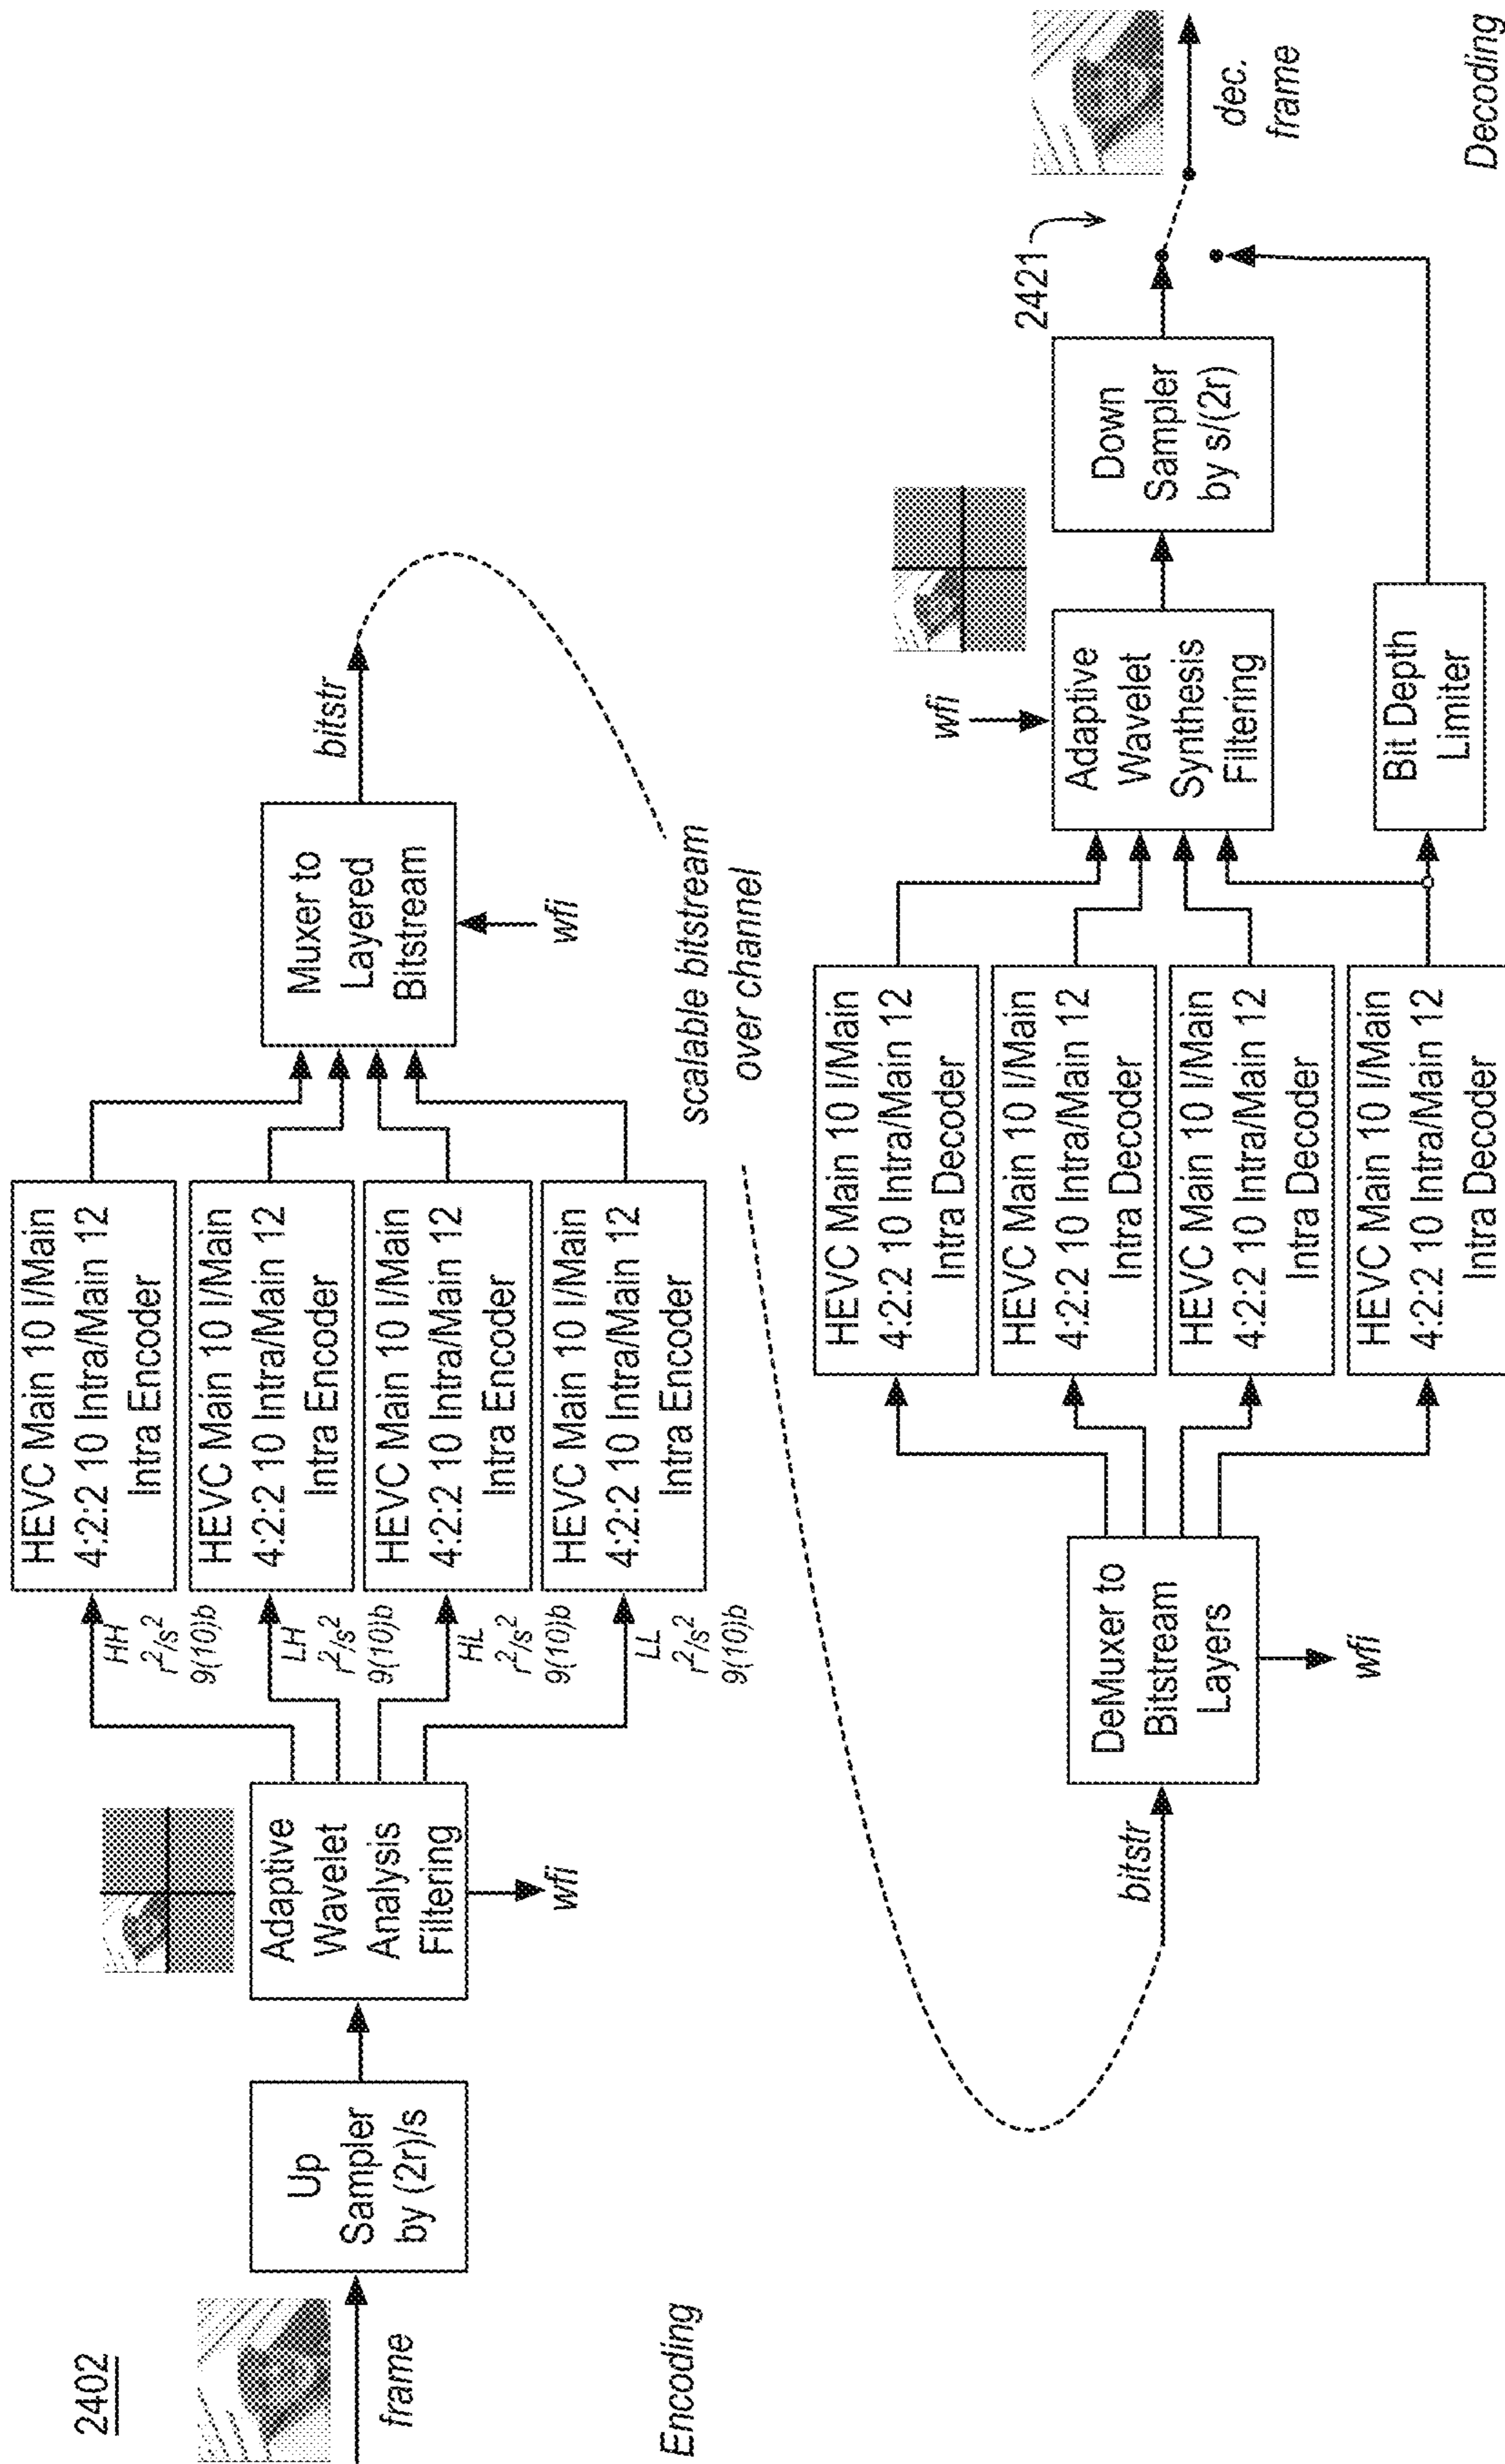 2402
frame
Up
Sampler
by (2r)/s
Adaptive
Wavelet
Analysis
Filtering
wfi
HH
r²/s²
9(10)b
LH
r²/s²
9(10)b
HL
r²/s²
9(10)b
LL
r²/s²
9(10)b
HEVC Main 10 I/Main
4:2:2 10 Intra/Main 12
Intra Encoder
HEVC Main 10 I/Main
4:2:2 10 Intra/Main 12
Intra Encoder
HEVC Main 10 I/Main
4:2:2 10 Intra/Main 12
Intra Encoder
HEVC Main 10 I/Main
4:2:2 10 Intra/Main 12
Intra Encoder
Muxer to
Layered
Bitstream
wfi
bitstr
Encoding
scalable bitstream
over channel
bitstr
DeMuxer to
Bitstream
Layers
wfi
HEVC Main 10 I/Main
4:2:2 10 Intra/Main 12
Intra Decoder
HEVC Main 10 I/Main
4:2:2 10 Intra/Main 12
Intra Decoder
HEVC Main 10 I/Main
4:2:2 10 Intra/Main 12
Intra Decoder
HEVC Main 10 I/Main
4:2:2 10 Intra/Main 12
Intra Decoder
wfi
Adaptive
Wavelet
Synthesis
Filtering
Bit Depth
Limiter
Down
Sampler
by s/(2r)
2421
dec.
frame
Decoding